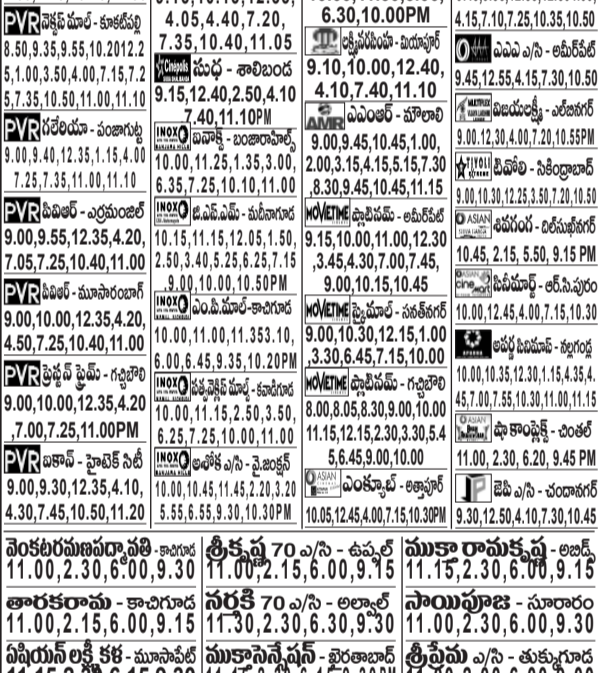 PVR నెక్సస్ మాల్ - కూకట్‌పల్లి
8.50,9.35,9.55,10.2012.2
5,1.00,3.50,4.00,7.15,7.2
5,7.35,10.50,11.00,11.10
PVR గలేరియా - పంజాగుట్ట
9.00,9.40,12.35,1.15,4.00
7.25,7.35,11.00,11.10
PVR పివిఆర్ - ఎర్రమంజిల్
9.00,9.55,12.35,4.20,
7.05,7.25,10.40,11.00
PVR పివీఆర్ - మూసారంబాగ్
9.00,10.00,12.35,4.20,
4.50,7.25,10.40,11.00
PVR ప్రెస్టన్ ప్రైమ్ - గచ్చిబౌలి
9.00,10.00,12.35,4.20
,7.00,7.25,11.00PM
PVR ఐకాన్ - హైటెక్ సిటీ
9.00,9.30,12.35,4.10,
4.30,7.45,10.50,11.20
4.05,4.40,7.20,
7.35,10.40,11.05
Cinépolis సుధ - శాలిబండ
9.15,12.40,2.50,4.10
7.40,11.10PM
INOX ఐనాక్స్ - బంజారాహిల్స్
10.00,11.25,1.35,3.00,
6.35,7.25,10.10,11.00
INOX జి.ఎస్.ఎమ్ - మదీనాగూడ
10.15,11.15,12.05,1.50,
2.50,3.40,5.25,6.25,7.15
9.00,10.00,10.50PM
INOX ఎం.పి.మాల్-కాచిగూడ
10.00,11.00,11.353.10,
6.00,6.45,9.35,10.20PM
INOX సత్వ నెక్లెస్ మాల్ - కవాడిగూడ
10.00,11.15,2.50,3.50,
6.25,7.25,10.00,11.00
INOX అశోక ఎ/సి - వై.జంక్షన్
10.00,10.45,11.45,2.20,3.20
5.55,6.55,9.30,10.30PM
6.30,10.00PM
లక్ష్మీనరసింహ - మియాపూర్
9.10,10.00,12.40,
4.10,7.40,11.10
AMR ఎఎంఆర్ - మౌలాలి
9.00,9.45,10.45,1.00,
2.00,3.15,4.15,5.15,7.30
,8.30,9.45,10.45,11.15
MOVETIME ప్లాటినమ్ - అమీర్‌పేట్
9.15,10.00,11.00,12.30
,3.45,4.30,7.00,7.45,
9.00,10.15,10.45
MOVETIME స్కైమాల్ - సనత్‌నగర్
9.00,10.30,12.15,1.00
,3.30,6.45,7.15,10.00
MOVETIME ప్లాటినమ్ - గచ్చిబౌలి
8.00,8.05,8.30,9.00,10.00
11.15,12.15,2.30,3.30,5.4
5,6.45,9.00,10.00
ASIAN ఎంక్యూబ్ - అత్తాపూర్
10.05,12.45,4.00,7.15,10.30PM
4.15,7.10,7.25,10.35,10.50
ఎఎఎ ఎ/సి - అమీర్‌పేట్
9.45,12.55,4.15,7.30,10.50
విజయలక్ష్మీ - ఎల్‌బినగర్
9.00,12.30,4.00,7.20,10.55PM
TIVOLI టివోలి - సికింద్రాబాద్
9.00,10.30,12.25,3.50,7.20,10.50
ASIAN శివగంగ - దిల్‌సుఖ్‌నగర్
10.45, 2.15, 5.50, 9.15 PM
ASIAN cine సినీమార్ట్ - ఆర్.సి.పురం
10.00,12.45,4.00,7.15,10.30
APARNA అపర్ణ సినిమాస్ - నల్లగండ్ల
10.00,10.35,12.30,1.15,4.35,4.
45,7.00,7.55,10.30,11.00,11.15
ASIAN షా కాంప్లెక్స్ - చింతల్
11.00, 2.30, 6.20, 9.45 PM
జెపి ఎ/సి - చందానగర్
9.30,12.50,4.10,7.30,10.45
వెంకటరమణపద్మావతి - కాచిగూడ
11.00,2.30,6.00,9.30
శ్రీకృష్ణ 70 ఎ/సి - ఉప్పల్
11.00,2.15,6.00,9.15
ముక్తా రామకృష్ణ - అబిడ్స్
11.15,2.30,6.00,9.15
తారకరామ - కాచిగూడ
11.00,2.15,6.00,9.15
నర్తకి 70 ఎ/సి - అల్వాల్
11.30,2.30,6.30,9.30
సాయిపూజ - సూరారం
11.00,2.30,6.00,9.30
ఏషియన్ లక్ష్మీ కళ - మూసాపేట్
ముక్తాసెన్సేషన్ - ఖైరతాబాద్
శ్రీప్రేమ ఎ/సి - తుక్కుగూడ